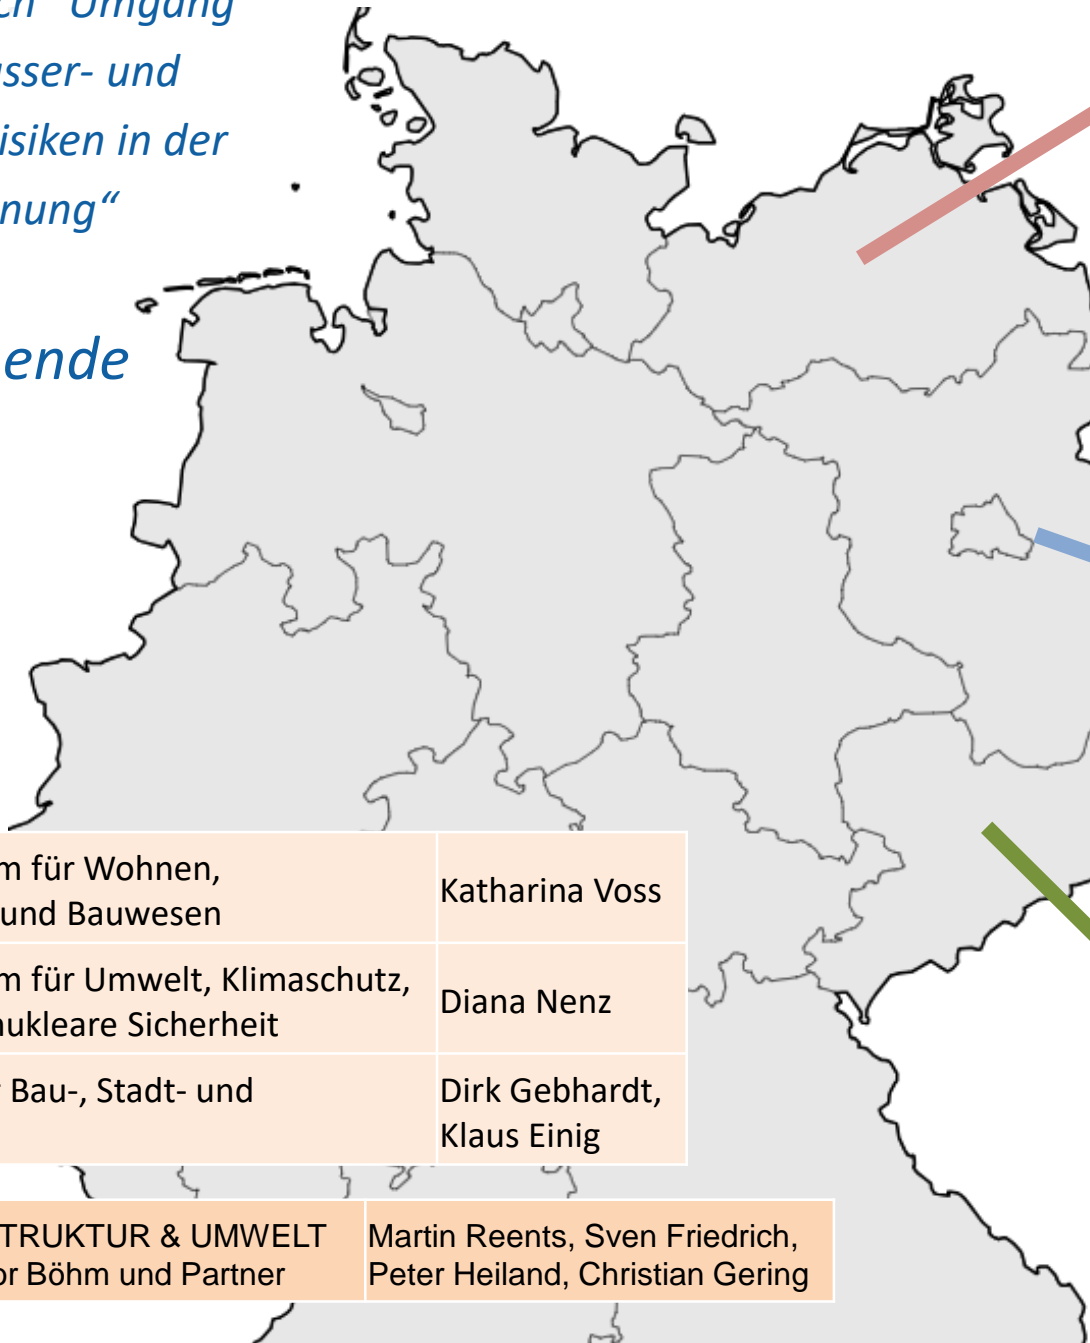 ch "Umgang
sser- und
isiken in der
nung“
ende
m für Wohnen,
und Bauwesen
Katharina Voss
m für Umwelt, Klimaschutz,
nukleare Sicherheit
Diana Nenz
Bau-, Stadt- und
Dirk Gebhardt,
Klaus Einig
TRUKTUR & UMWELT
or Böhm und Partner
Martin Reents, Sven Friedrich,
Peter Heiland, Christian Gering